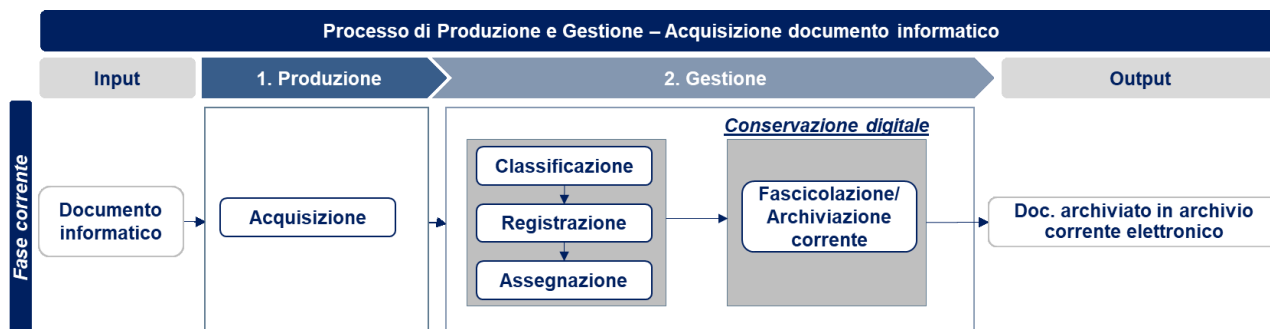 Processo di Produzione e Gestione – Acquisizione documento informatico
Input
1. Produzione
2. Gestione
Output
Fase corrente
Documento
informatico
Acquisizione
Classificazione
Registrazione
Assegnazione
Conservazione digitale
Fascicolazione/
Archiviazione
corrente
Doc. archiviato in archivio
corrente elettronico